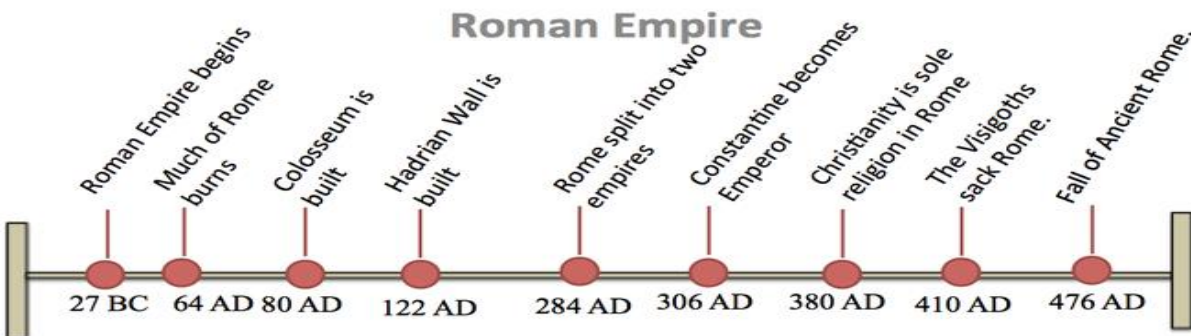 Roman Empire
Roman Empire begins
Much of Rome
burns
Colosseum is
built
Hadrian Wall is
built
Rome split into two
empires
Constantine becomes
Emperor
Christianity is sole
religion in Rome
The Visigoths
sack Rome.
Fall of Ancient Rome.
27 BC
64 AD
80 AD
122 AD
284 AD
306 AD
380 AD
410 AD
476 AD